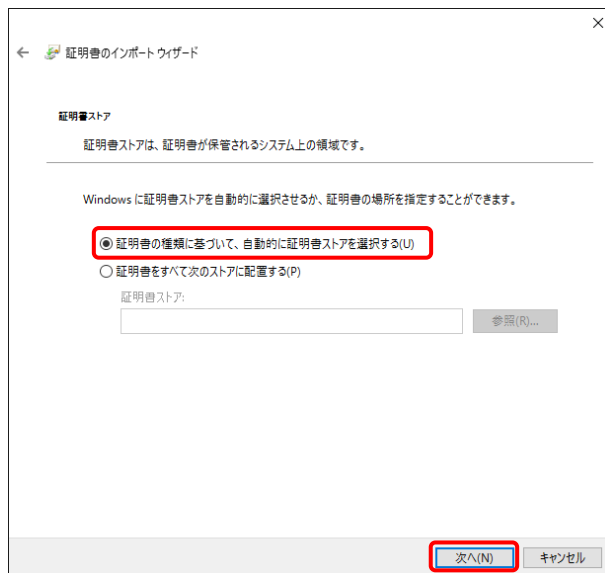 証明書のインポート ウィザード
証明書ストア
証明書ストアは、証明書が保管されるシステム上の領域です。
Windows に証明書ストアを自動的に選択させるか、証明書の場所を指定することができます。
証明書の種類に基づいて、自動的に証明書ストアを選択する(U)
証明書をすべて次のストアに配置する(P)
証明書ストア:
参照(R)...
次へ(N)
キャンセル